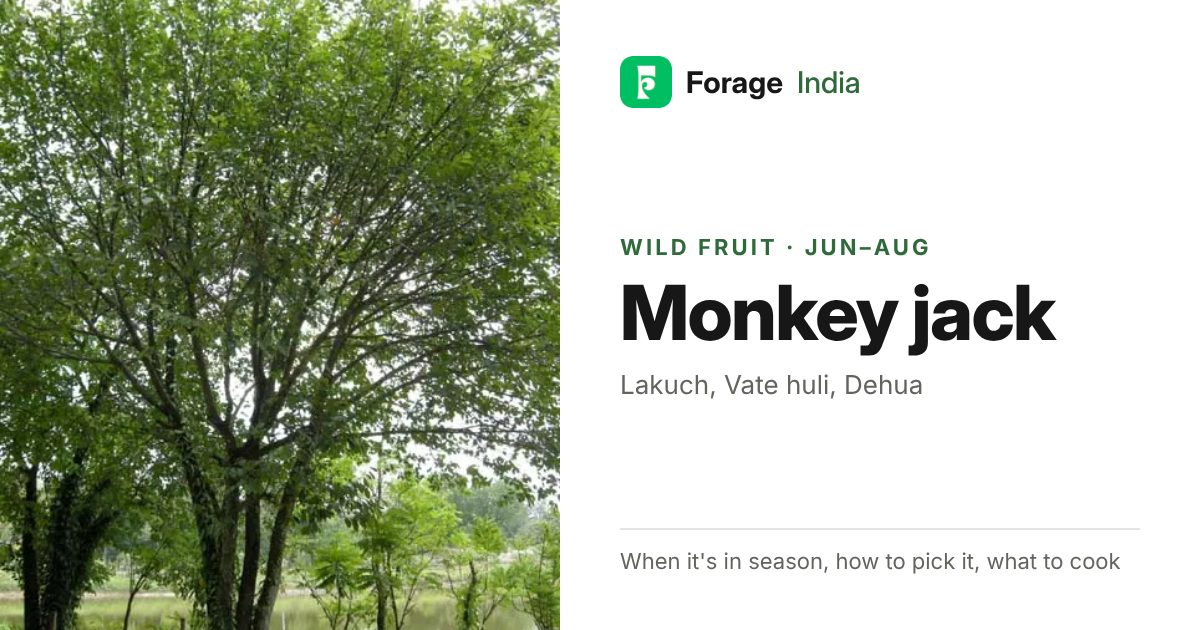 Forage India
WILD FRUIT · JUN–AUG
Monkey jack
Lakuch, Vate huli, Dehua
When it's in season, how to pick it, what to cook